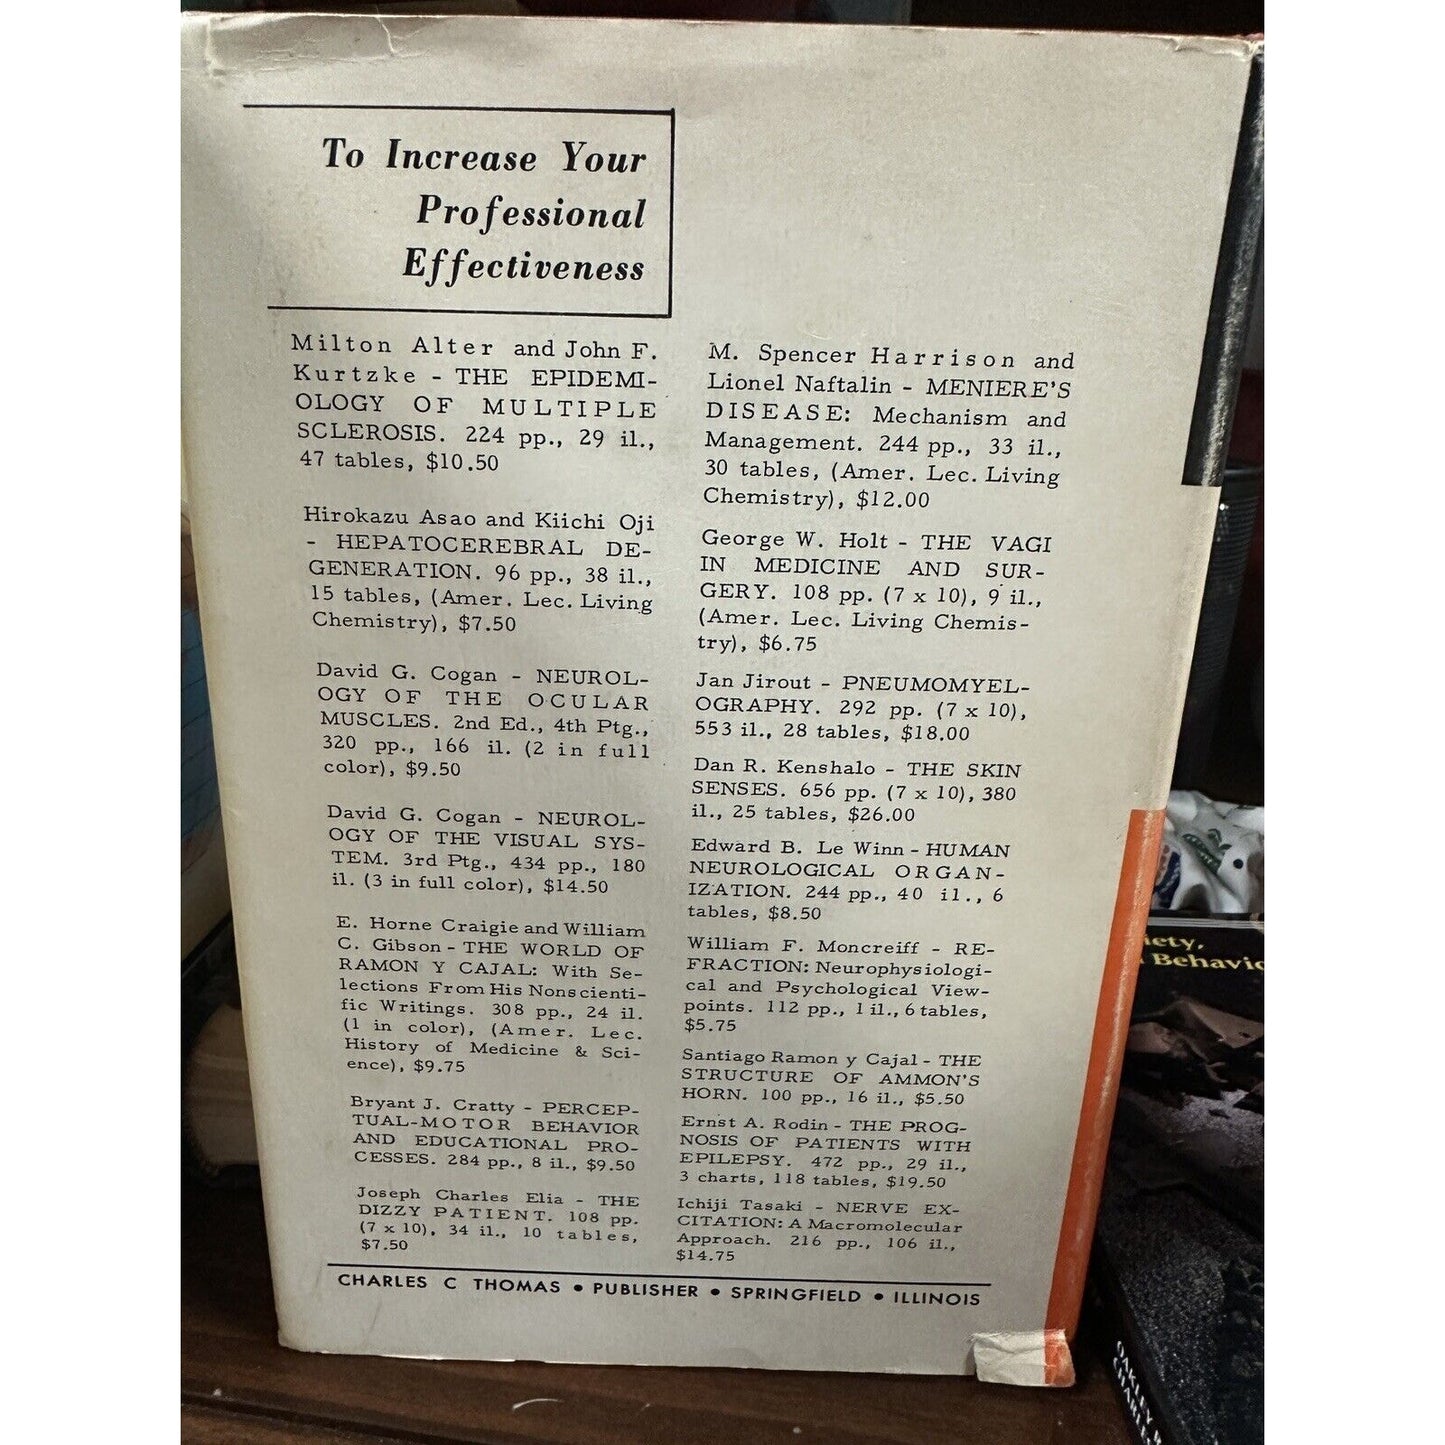 To Increase Your
Professional
Effectiveness
Milton Alter and John F.
Kurtzke - THE EPIDEMI-
OLOGY OF MULTIPLE
SCLEROSIS. 224 pp., 29 il.,
47 tables, $10.50
Hirokazu Asao and Kiichi Oji
- HEPATOCEREBRAL DE-
GENERATION. 96 pp., 38 il.,
15 tables, (Amer. Lec. Living
Chemistry), $7.50
David G. Cogan - NEUROL-
OGY OF THE OCULAR
MUSCLES. 2nd Ed., 4th Ptg.,
320 pp., 166 il. (2 in full
color), $9.50
David G. Cogan - NEUROL-
OGY OF THE VISUAL SYS-
TEM. 3rd Ptg., 434 pp., 180
il. (3 in full color), $14.50
E. Horne Craigie and William
C. Gibson - THE WORLD OF
RAMON Y CAJAL: With Se-
lections From His Nonscienti-
fic Writings. 308 pp., 24 il.
(1 in color), (Amer. Lec.
History of Medicine & Sci-
ence), $9.75
Bryant J. Cratty - PERCEP-
TUAL-MOTOR BEHAVIOR
AND EDUCATIONAL PRO-
CESSES. 284 pp., 8 il., $9.50
Joseph Charles Elia - THE
DIZZY PATIENT. 108 pp.
(7 x 10), 34 il., 10 tables,
$7.50
M. Spencer Harrison and
Lionel Naftalin - MENIERE'S
DISEASE: Mechanism and
Management. 244 pp., 33 il.,
30 tables, (Amer. Lec. Living
Chemistry), $12.00
George W. Holt - THE VAGI
IN MEDICINE AND SUR-
GERY. 108 pp. (7 x 10), 9 il.,
(Amer. Lec. Living Chemis-
try), $6.75
Jan Jirout - PNEUMOMYEL-
OGRAPHY. 292 pp. (7 x 10),
553 il., 28 tables, $18.00
Dan R. Kenshalo - THE SKIN
SENSES. 656 pp. (7 x 10), 380
il., 25 tables, $26.00
Edward B. Le Winn - HUMAN
NEUROLOGICAL ORGAN-
IZATION. 244 pp., 40 il., 6
tables, $8.50
William F. Moncreiff - RE-
FRACTION: Neurophysiologi-
cal and Psychological View-
points. 112 pp., 1 il., 6 tables,
$5.75
Santiago Ramon y Cajal - THE
STRUCTURE OF AMMON'S
HORN. 100 pp., 16 il., $5.50
Ernst A. Rodin - THE PROG-
NOSIS OF PATIENTS WITH
EPILEPSY. 472 pp., 29 il.,
3 charts, 118 tables, $19.50
Ichiji Tasaki - NERVE EX-
CITATION: A Macromolecular
Approach. 216 pp., 106 il.,
$14.75
CHARLES C THOMAS • PUBLISHER • SPRINGFIELD • ILLINOIS
iety,
Behavio
OAKLEY R
CHARLE